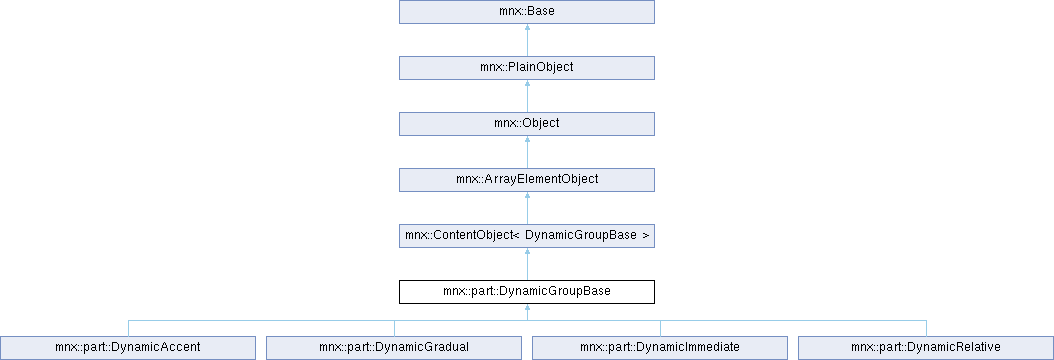 mnx::Base
mnx::PlainObject
mnx::Object
mnx::ArrayElementObject
mnx::ContentObject< DynamicGroupBase >
mnx::part::DynamicGroupBase
mnx::part::DynamicAccent
mnx::part::DynamicGradual
mnx::part::DynamicImmediate
mnx::part::DynamicRelative